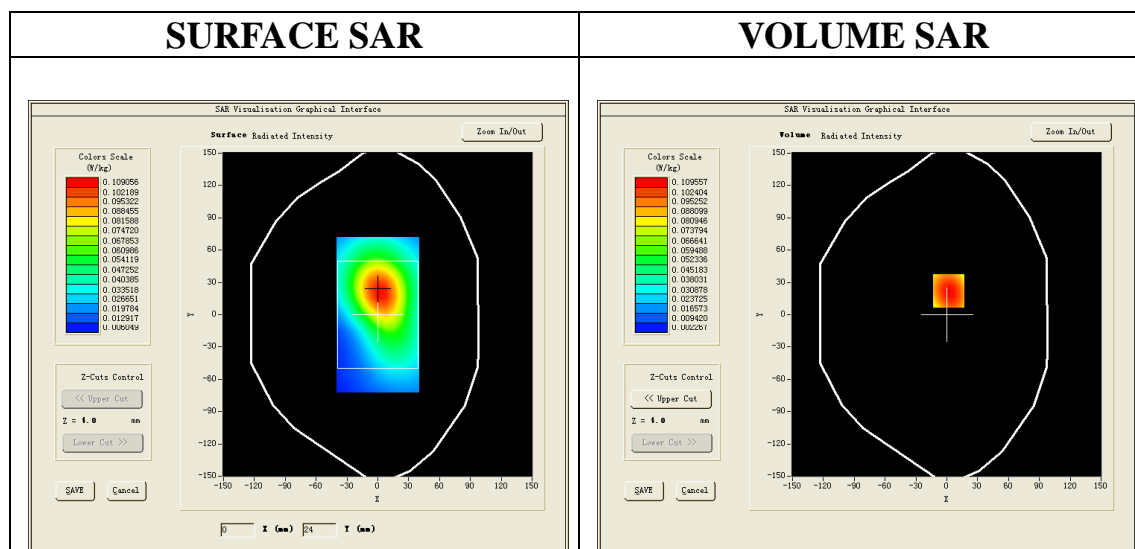 SURFACE SAR
VOLUME SAR
SAR Visualisation Graphical Interface
Surface Radiated Intensity
Zoom In/Out
Colors Scale
(W/kg)
0.109056
0.102189
0.095322
0.088455
0.081588
0.074720
0.067853
0.060986
0.054119
0.047252
0.040385
0.033518
0.026651
0.019784
0.012917
0.006049
150
120
90
60
30
0
-30
-60
-90
-120
-150
Y
-150 -120 -90 -60 -30 0 30 60 90 120 150
X
Z-Cuts Control
<< Upper Cut
Z = 4.0 mm
Lower Cut >>
SAVE Cancel
0 X (mm) 24 Y (mm)
SAR Visualisation Graphical Interface
Volume Radiated Intensity
Zoom In/Out
Colors Scale
(W/kg)
0.109557
0.102404
0.095252
0.088099
0.080946
0.073794
0.066641
0.059488
0.052336
0.045183
0.038031
0.030878
0.023725
0.016573
0.009420
0.002267
150
120
90
60
30
0
-30
-60
-90
-120
-150
Y
-150 -120 -90 -60 -30 0 30 60 90 120 150
X
Z-Cuts Control
<< Upper Cut
Z = 4.0 mm
Lower Cut >>
SAVE Cancel